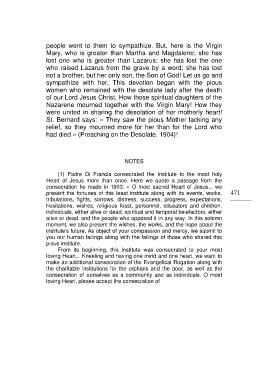 people went to them to sympathize. But, here is the Virgin
Mary, who is greater than Martha and Magdalene; she has
lost one who is greater than Lazarus; she has lost the one
who raised Lazarus from the grave by a word; she has lost
not a brother, but her only son, the Son of God! Let us go and
sympathize with her. This devotion began with the pious
women who remained with the desolate lady after the death
of our Lord Jesus Christ. How those spiritual daughters of the
Nazarene mourned together with the Virgin Mary! How they
were united in sharing the desolation of her motherly heart!
St. Bernard says: « They saw the pious Mother lacking any
relief, so they mourned more for her than for the Lord who
had died » (Preaching on the Desolate, 1904)!
NOTES
(1) Padre Di Francia consecrated the Institute to the most holy
Heart of Jesus more than once. Here we quote a passage from the
consecration he made in 1903: « O most sacred Heart of Jesus... we
present the fortunes of this least institute along with its events, works,
tribulations, fights, sorrows, distress, success, progress, expectations,
hesitations, wishes, religious feast, personnel, educators and children,
individuals, either alive or dead, spiritual and temporal benefactors, either
alive or dead, and the people who opposed it in any way. In this solemn
moment, we also present the wishes, the works, and the hope about the
institute's future. As object of your compassion and mercy, we submit to
you our human failings along with the failings of those who shared this
pious institute.
From its beginning, this institute was consecrated to your most
loving Heart... Kneeling and having one mind and one heart, we want to
make an additional consecration of the Evangelical Rogation along with
the charitable institutions for the orphans and the poor, as well as the
consecration of ourselves as a community and as individuals. O most
loving Heart, please accept the consecration of
471